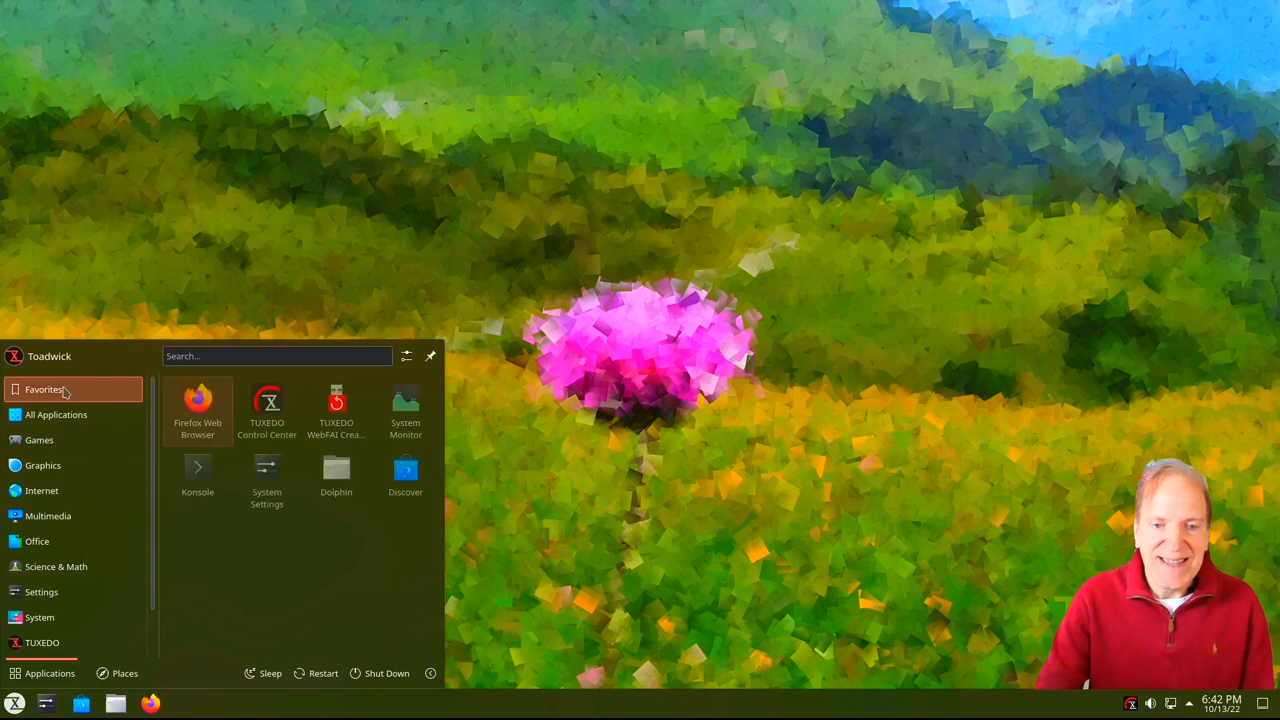 Toadwick
Search...
Favorites
All Applications
Games
Graphics
Internet
Multimedia
Office
Science & Math
Settings
System
TUXEDO
Firefox Web
Browser
TUXEDO
Control Center
TUXEDO
WebFAI Crea...
System
Monitor
Konsole
System
Settings
Dolphin
Discover
Applications
Places
Sleep
Restart
Shut Down
6:42 PM
10/13/22